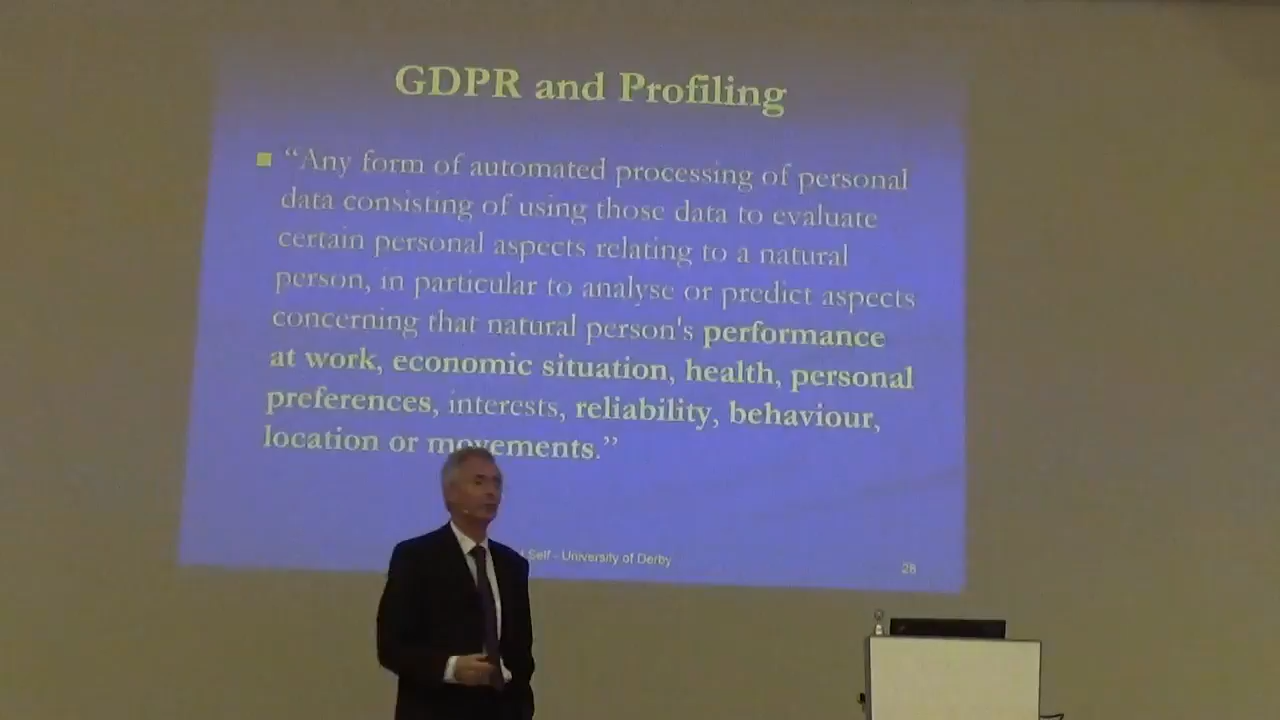 GDPR and Profiling
“Any form of automated processing of personal
data consisting of using those data to evaluate
certain personal aspects relating to a natural
person, in particular to analyse or predict aspects
concerning that natural person's performance
at work, economic situation, health, personal
preferences, interests, reliability, behaviour,
location or movements.”
Self - University of Derby
28